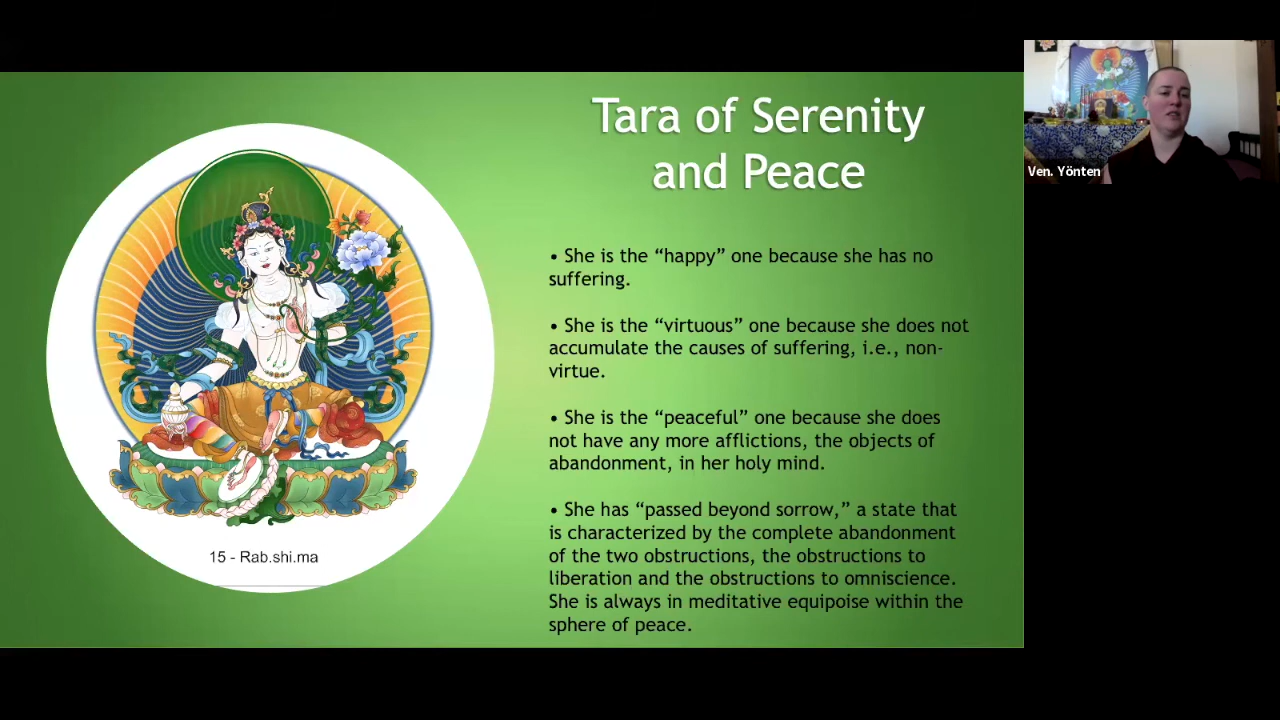 Tara of Serenity
and Peace
• She is the “happy” one because she has no
suffering.
• She is the “virtuous” one because she does not
accumulate the causes of suffering, i.e., non-
virtue.
• She is the “peaceful” one because she does
not have any more afflictions, the objects of
abandonment, in her holy mind.
• She has “passed beyond sorrow,” a state that
is characterized by the complete abandonment
of the two obstructions, the obstructions to
liberation and the obstructions to omniscience.
She is always in meditative equipoise within the
sphere of peace.
15 - Rab.shi.ma
Ven. Yönten